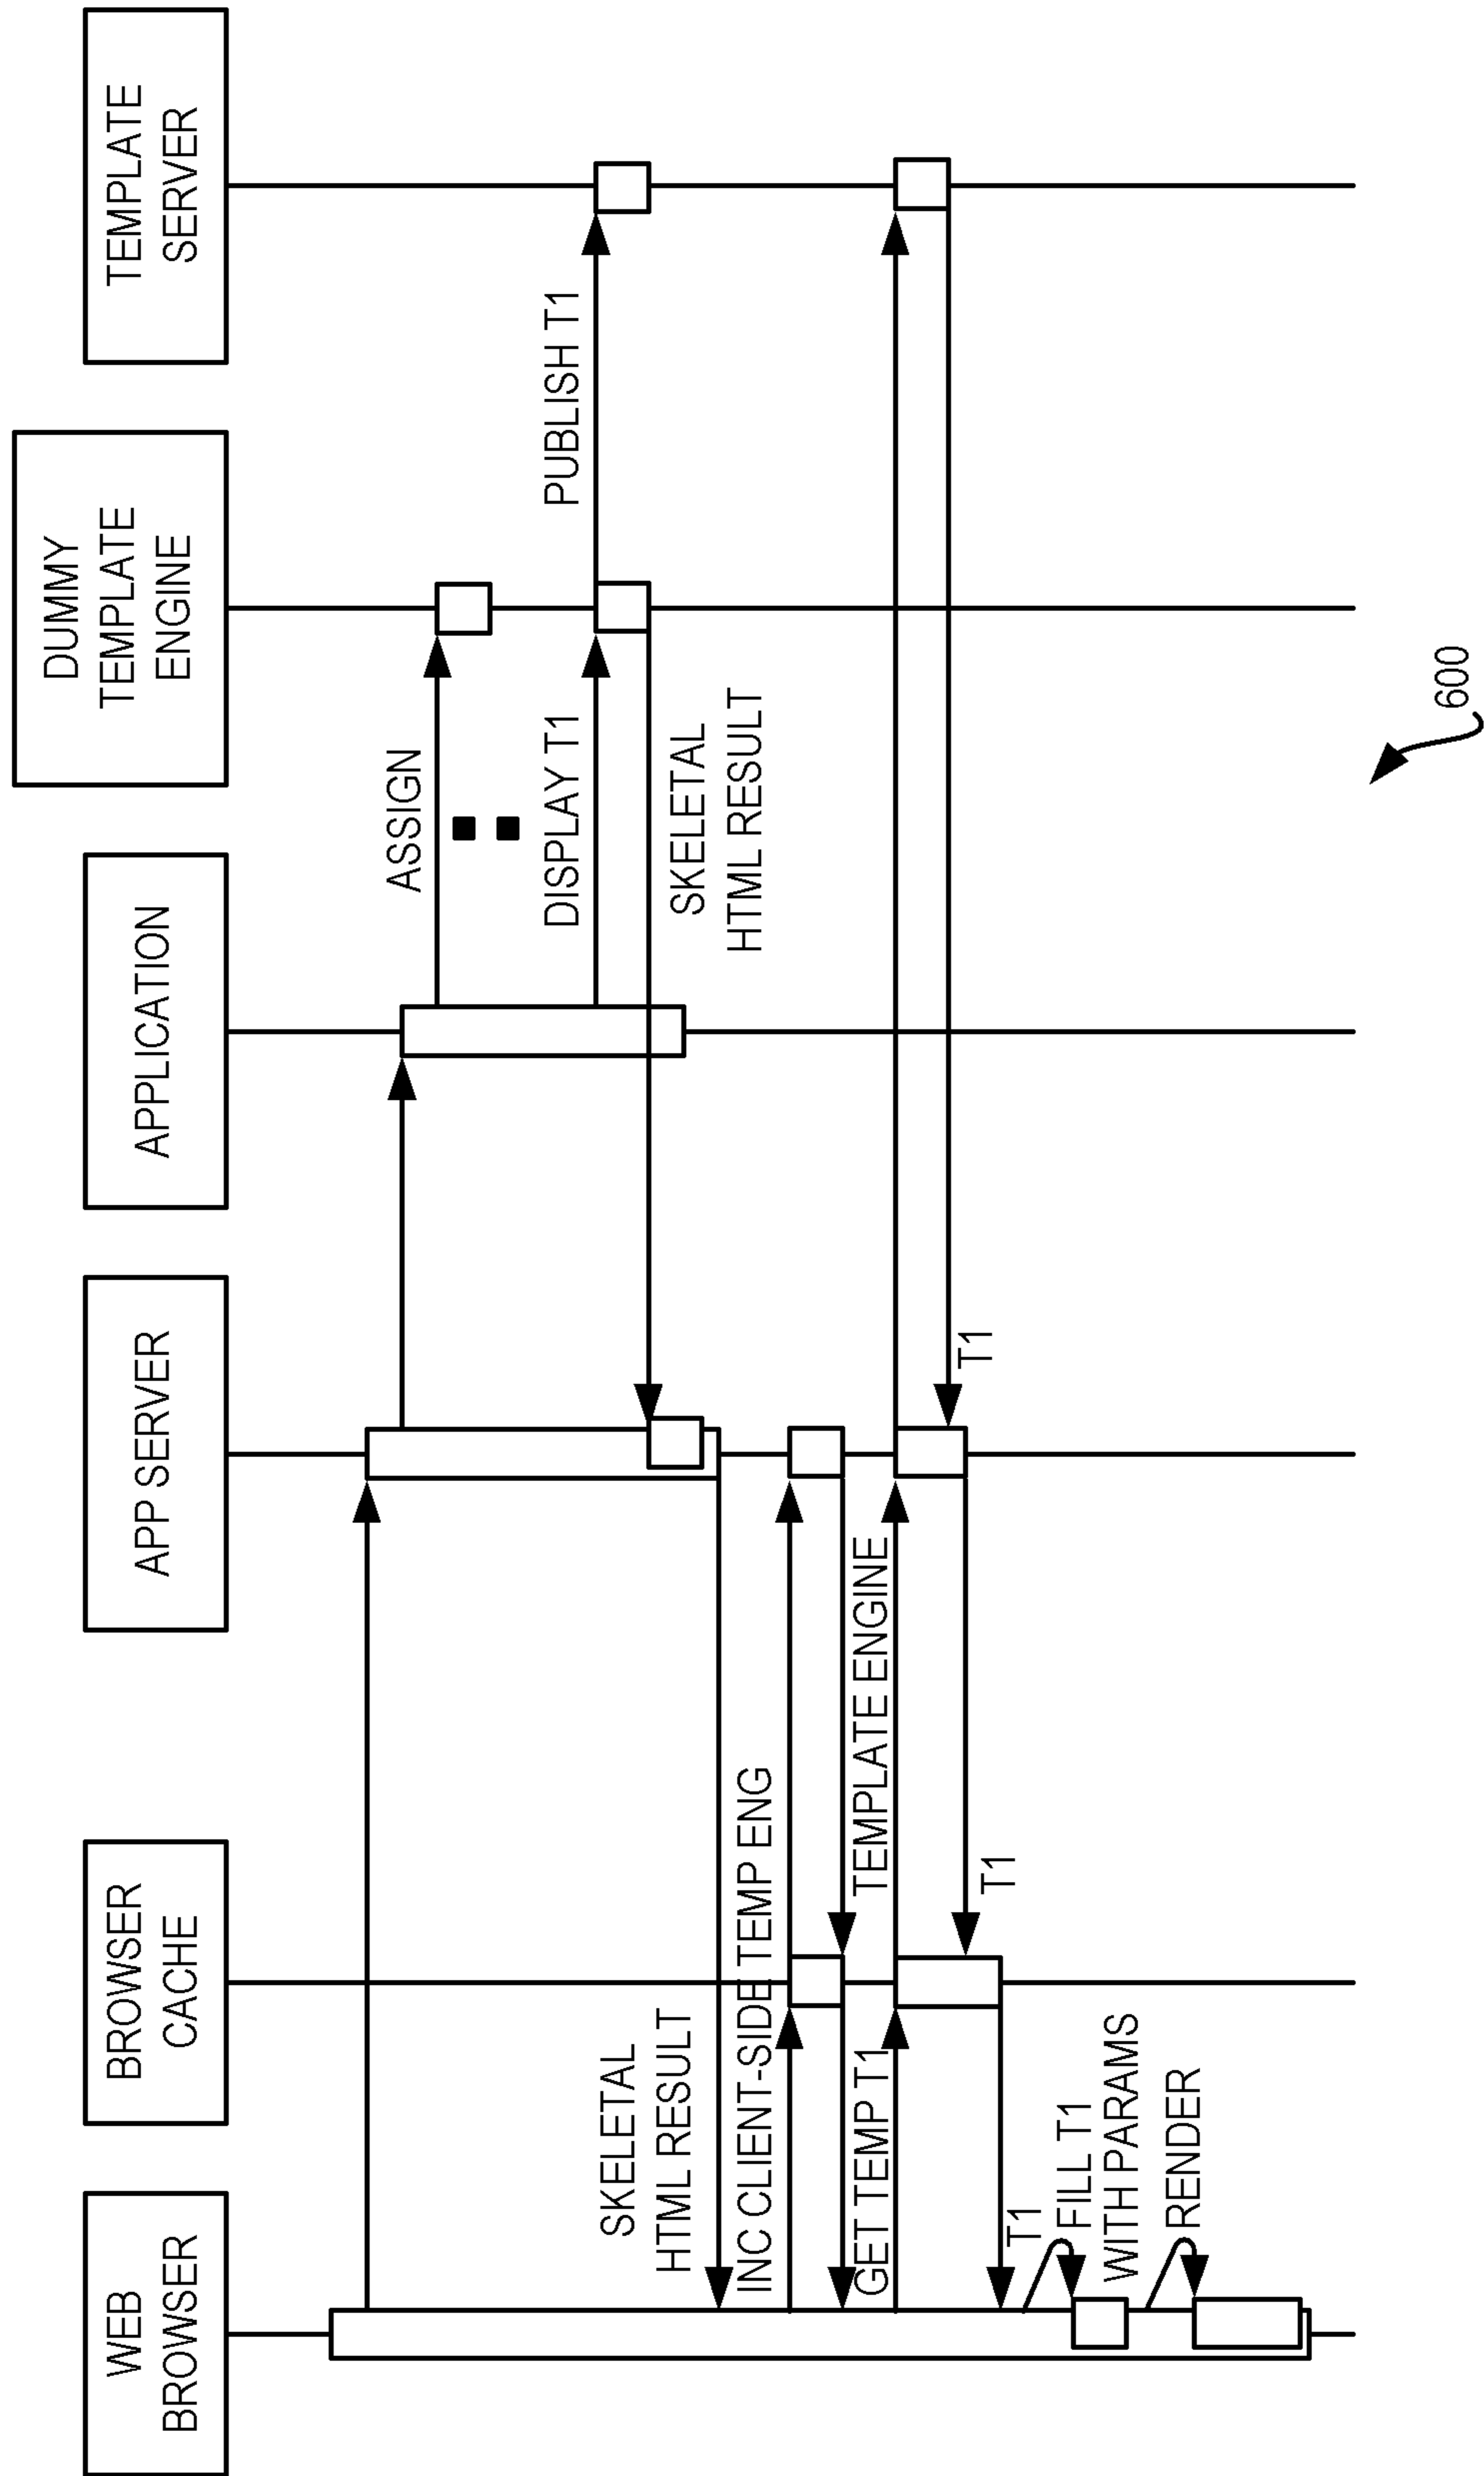 WEB
BROWSER
BROWSER
CACHE
APP SERVER
APPLICATION
DUMMY
TEMPLATE
ENGINE
TEMPLATE
SERVER
ASSIGN
DISPLAY T1
PUBLISH T1
SKELETAL
HTML RESULT
SKELETAL
HTML RESULT
INC CLIENT-SIDE TEMP ENG
TEMPLATE ENGINE
GET TEMP T1
T1
T1
T1
FILL T1
WITH PARAMS
RENDER
600